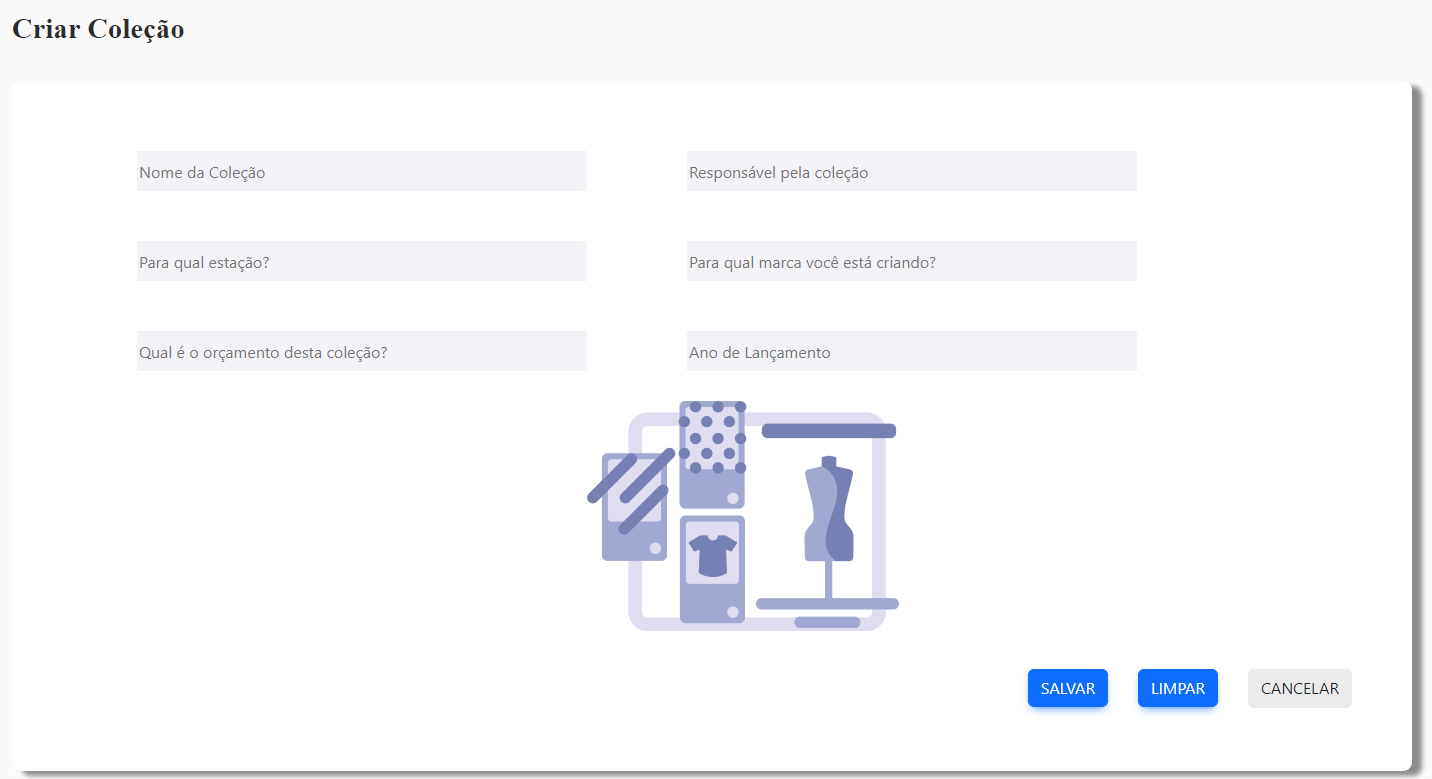 Criar Coleção
Nome da Coleção
Responsável pela coleção
Para qual estação?
Para qual marca você está criando?
Qual é o orçamento desta coleção?
Ano de Lançamento
SALVAR
LIMPAR
CANCELAR